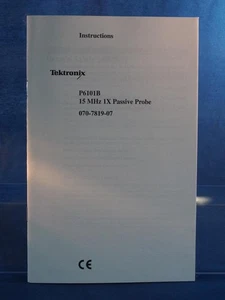 Instructions
Tektronix
P6101B
15 MHz 1X Passive Probe
070-7819-07
CE